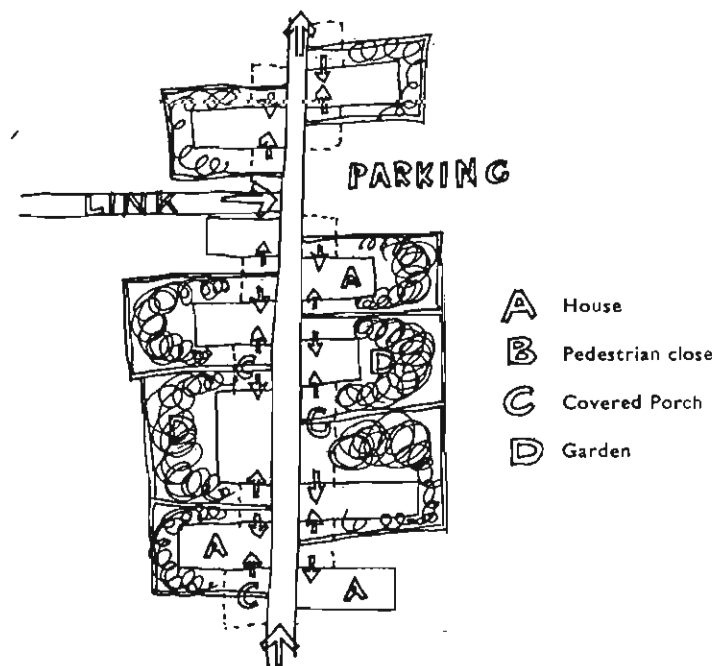 PARKING
LINK
A
A House
B Pedestrian close
C
D
C Covered Porch
D
C
D Garden
A
C
A